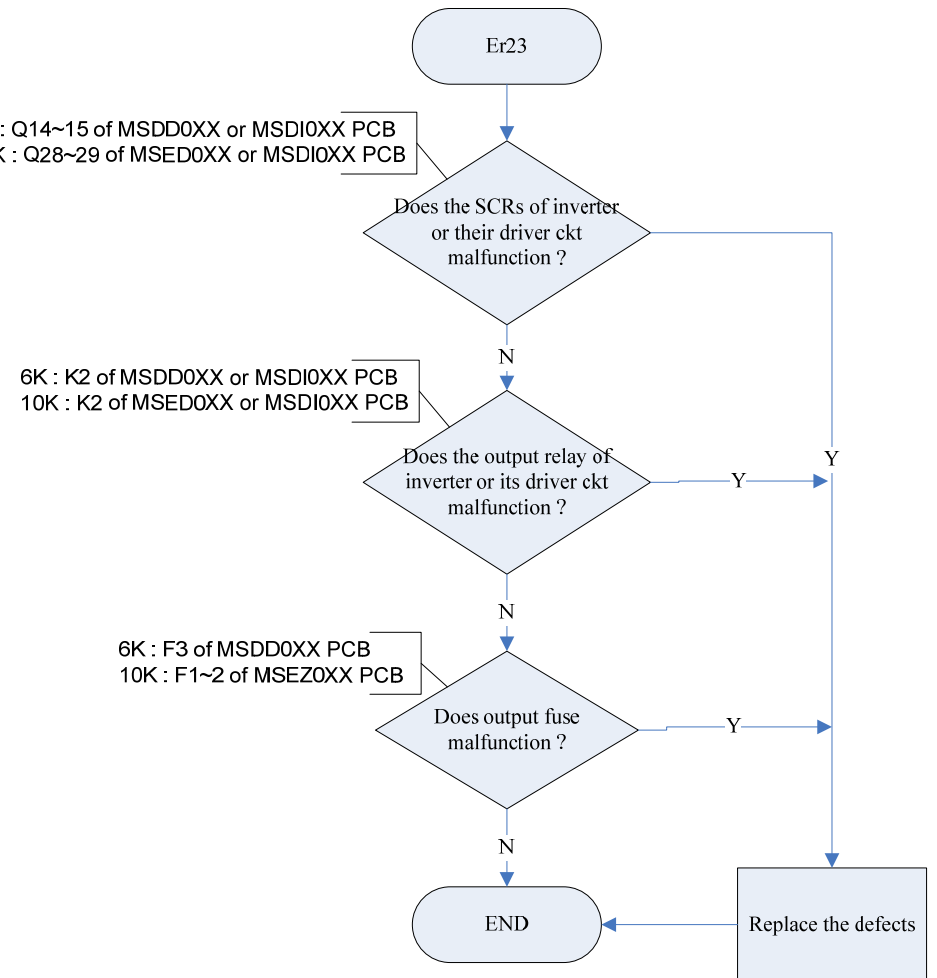 Er23
: Q14~15 of MSDD0XX or MSDI0XX PCB
K : Q28~29 of MSED0XX or MSDI0XX PCB
Does the SCRs of inverter
or their driver ckt
malfunction ?
N
6K : K2 of MSDD0XX or MSDI0XX PCB
10K : K2 of MSED0XX or MSDI0XX PCB
Does the output relay of
inverter or its driver ckt
malfunction ?
Y
Y
N
6K : F3 of MSDD0XX PCB
10K : F1~2 of MSEZ0XX PCB
Does output fuse
malfunction ?
Y
N
END
Replace the defects